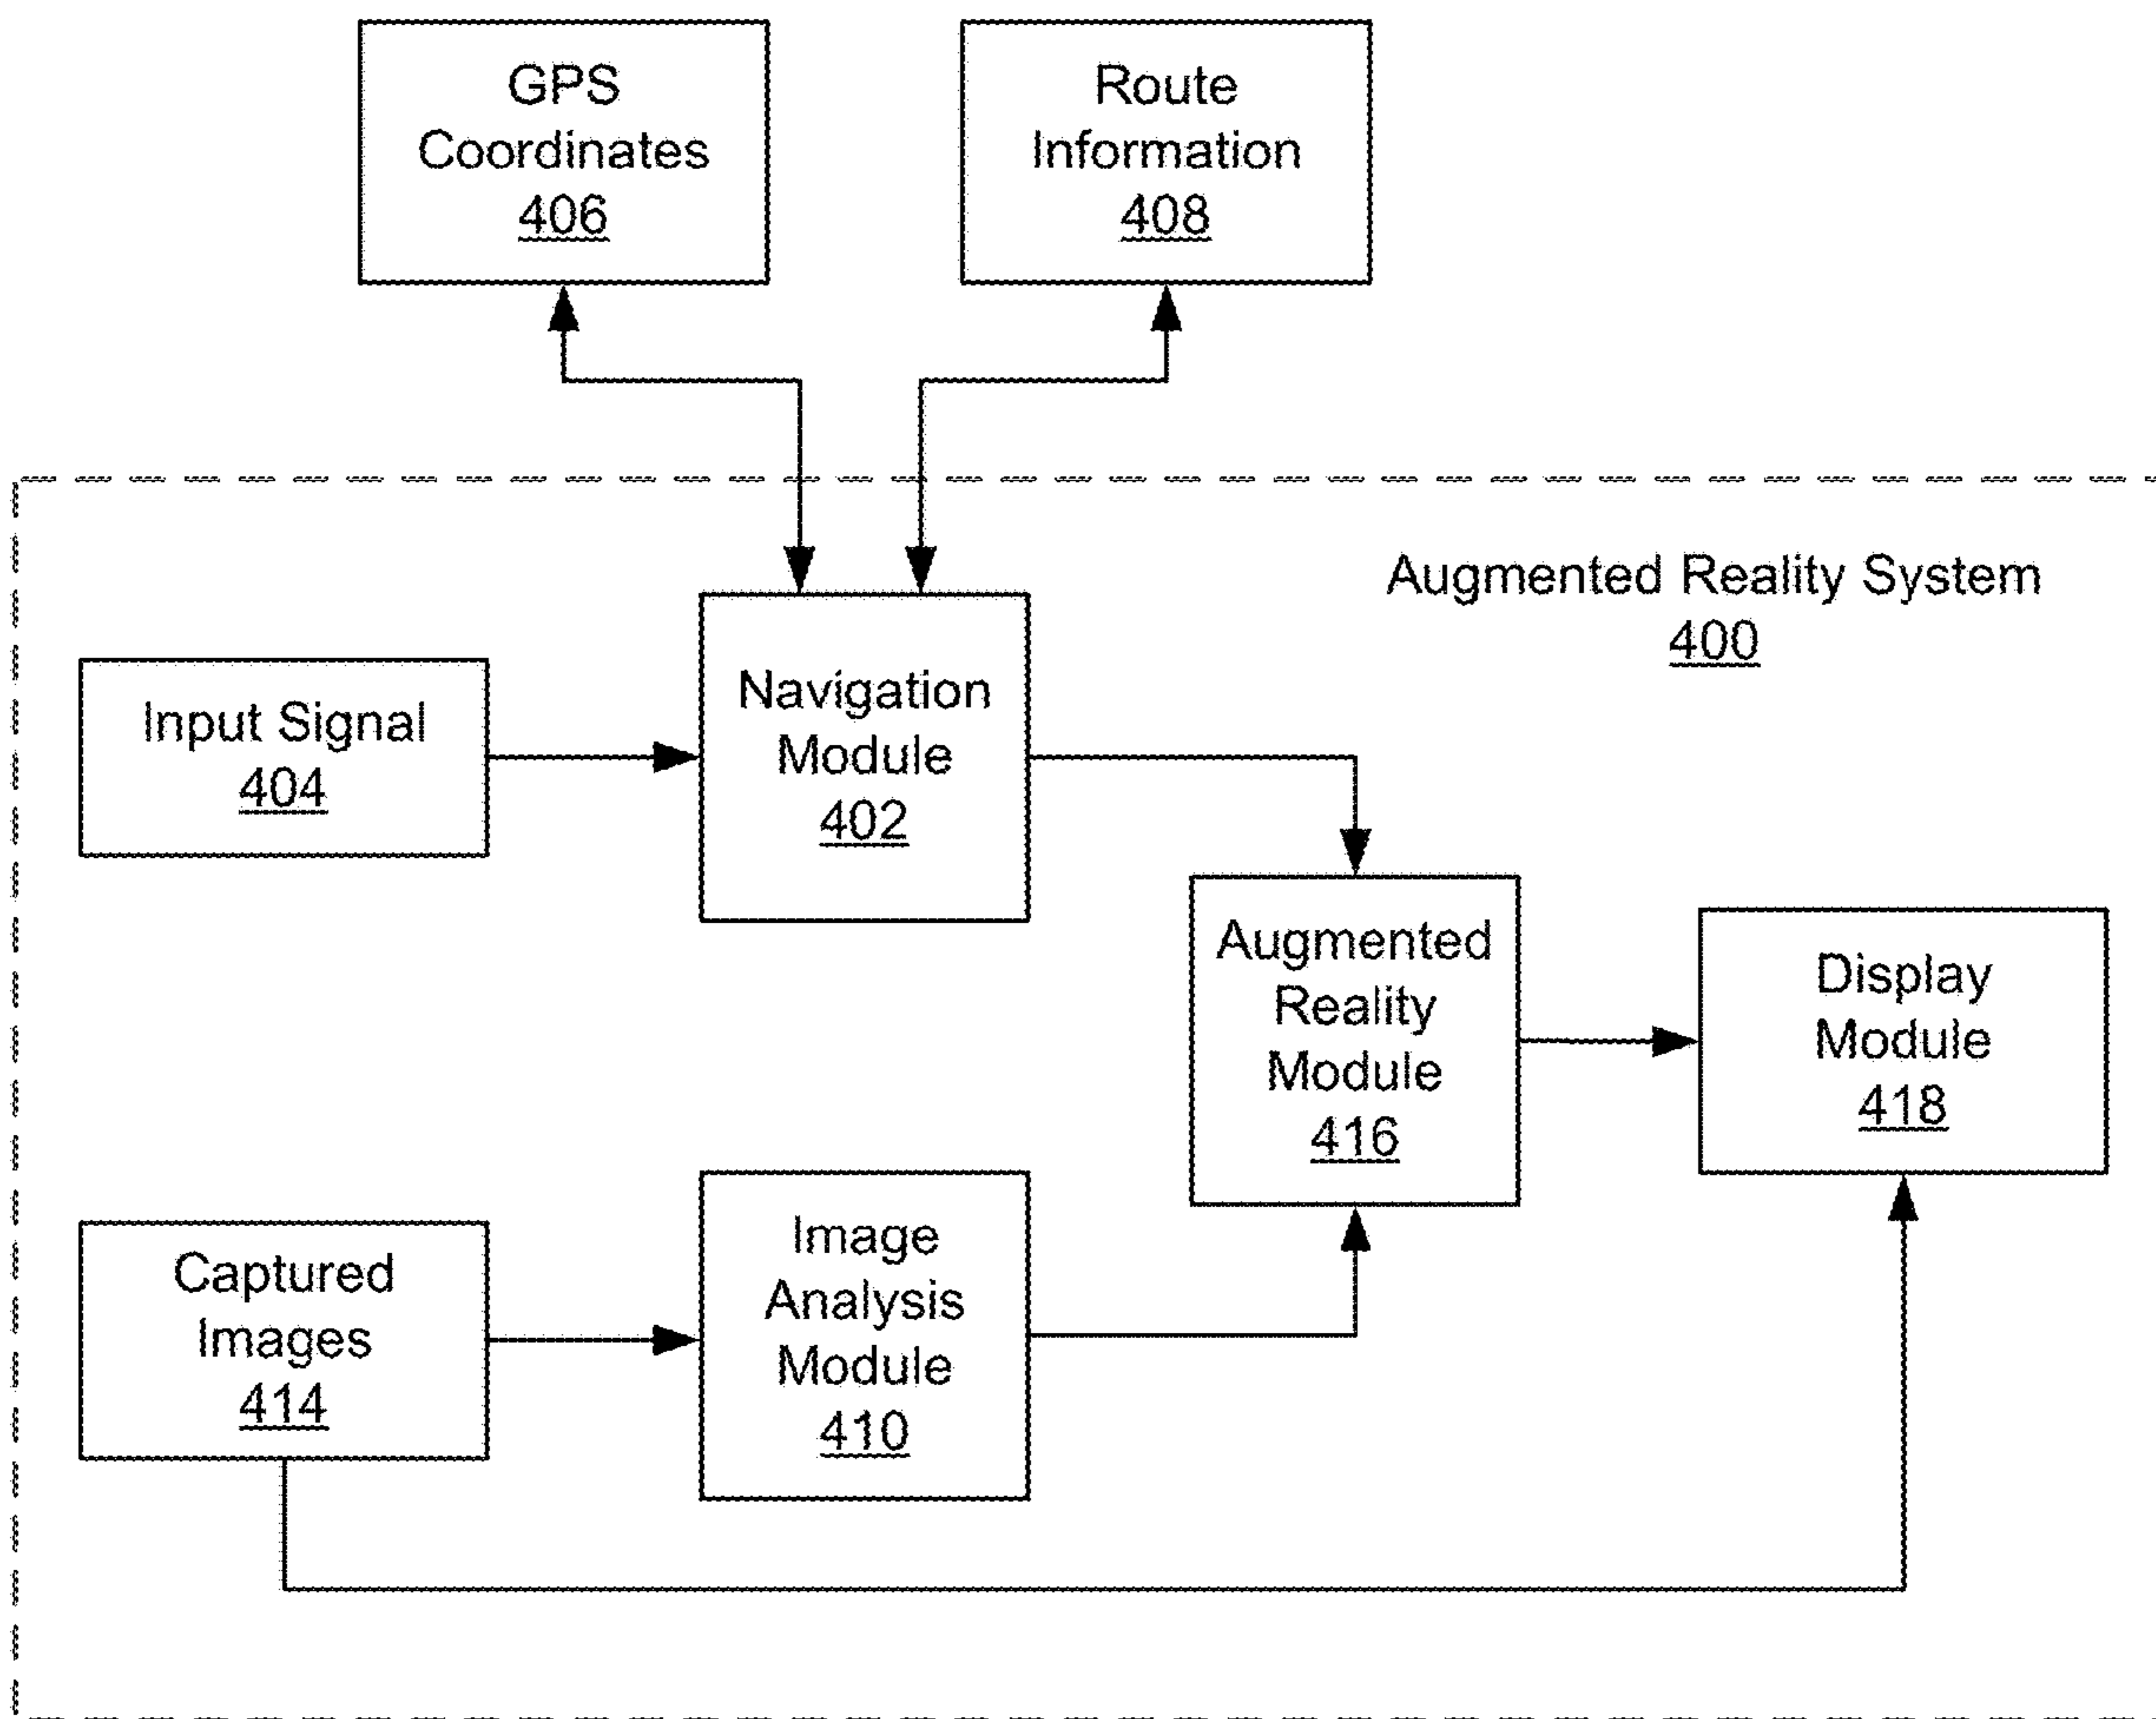 GPS
Coordinates
406
Route
Information
408
Augmented Reality System
400
Input Signal
404
Navigation
Module
402
Augmented
Reality
Module
416
Display
Module
418
Captured
Images
414
Image
Analysis
Module
410